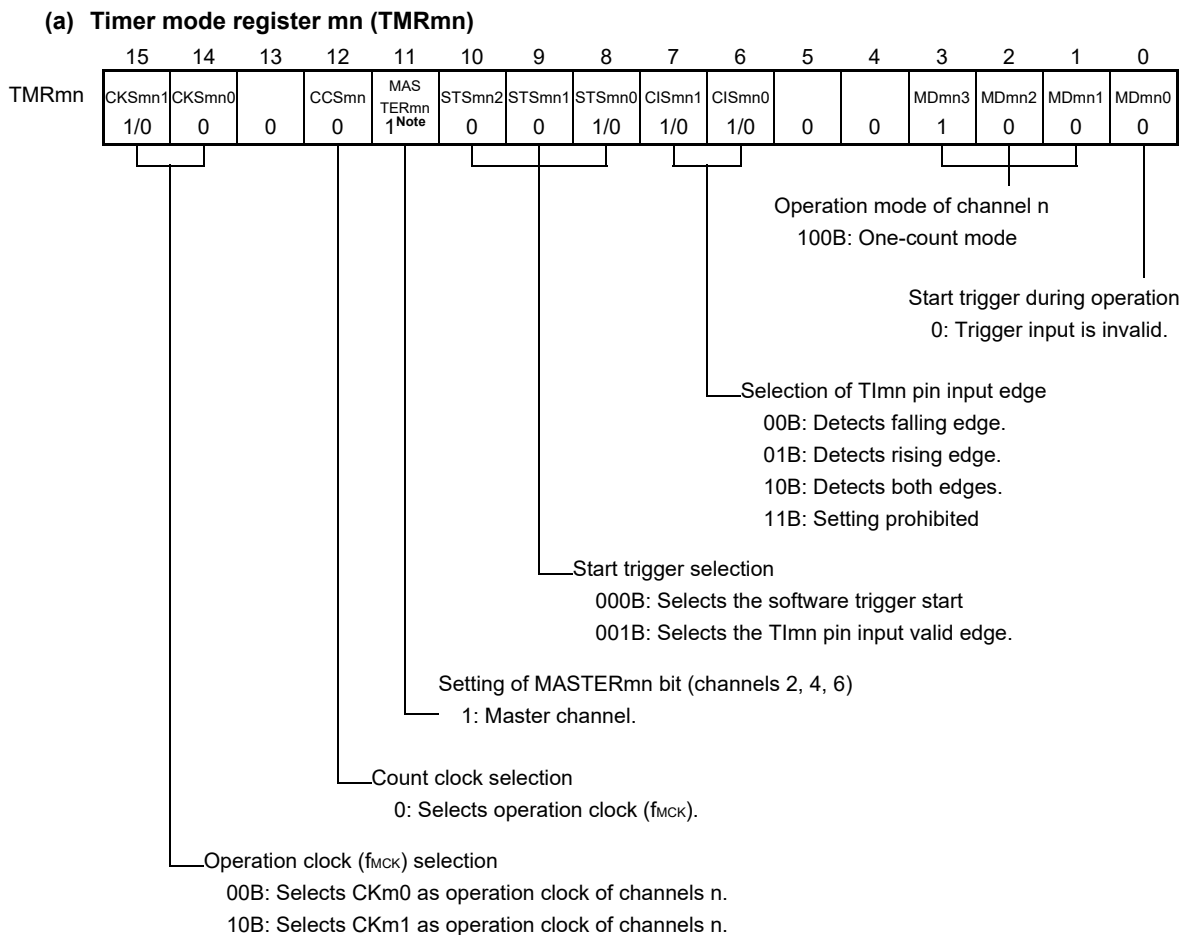 (a) Timer mode register mn (TMRmn)
15 14 13 12 11 10 9 8 7 6 5 4 3 2 1 0
TMRmn
CKSmn1 CKSmn0 CCSmn MAS TERmn STSmn2 STSmn1 STSmn0 CISmn1 CISmn0 MDmn3 MDmn2 MDmn1 MDmn0
1/0 0 0 0 1Note 0 0 1/0 1/0 1/0 0 0 1 0 0 0
Operation mode of channel n
100B: One-count mode
Start trigger during operation
0: Trigger input is invalid.
Selection of TImn pin input edge
00B: Detects falling edge.
01B: Detects rising edge.
10B: Detects both edges.
11B: Setting prohibited
Start trigger selection
000B: Selects the software trigger start
001B: Selects the TImn pin input valid edge.
Setting of MASTERmn bit (channels 2, 4, 6)
1: Master channel.
Count clock selection
0: Selects operation clock (fMCK).
Operation clock (fMCK) selection
00B: Selects CKm0 as operation clock of channels n.
10B: Selects CKm1 as operation clock of channels n.